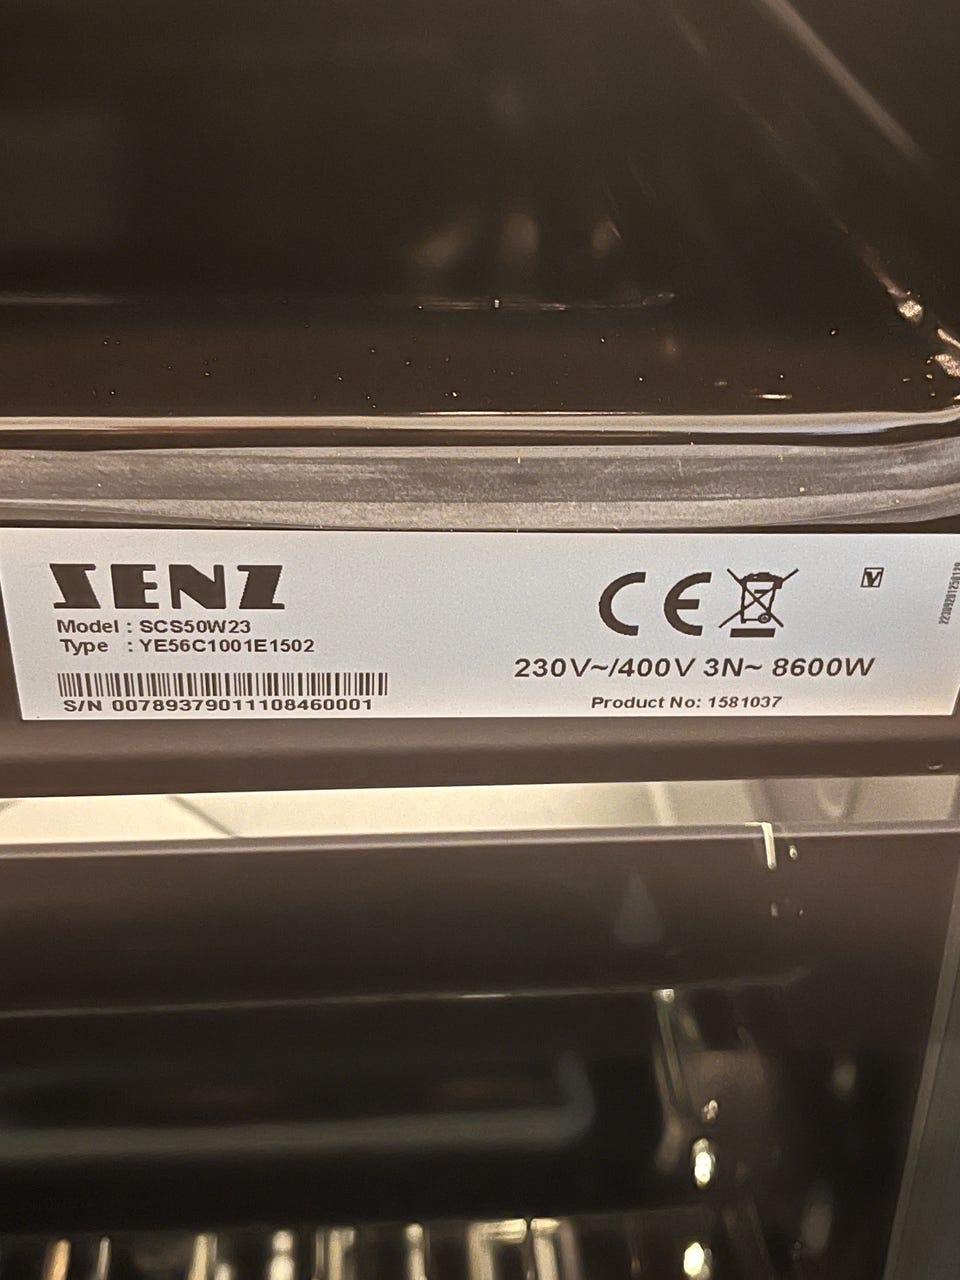 SENZ
Model : SCS50W23
Type : YE56C1001E1502
S/N 00789379011108460001
CE
V
230V~/400V 3N~ 8600W
Product No: 1581037